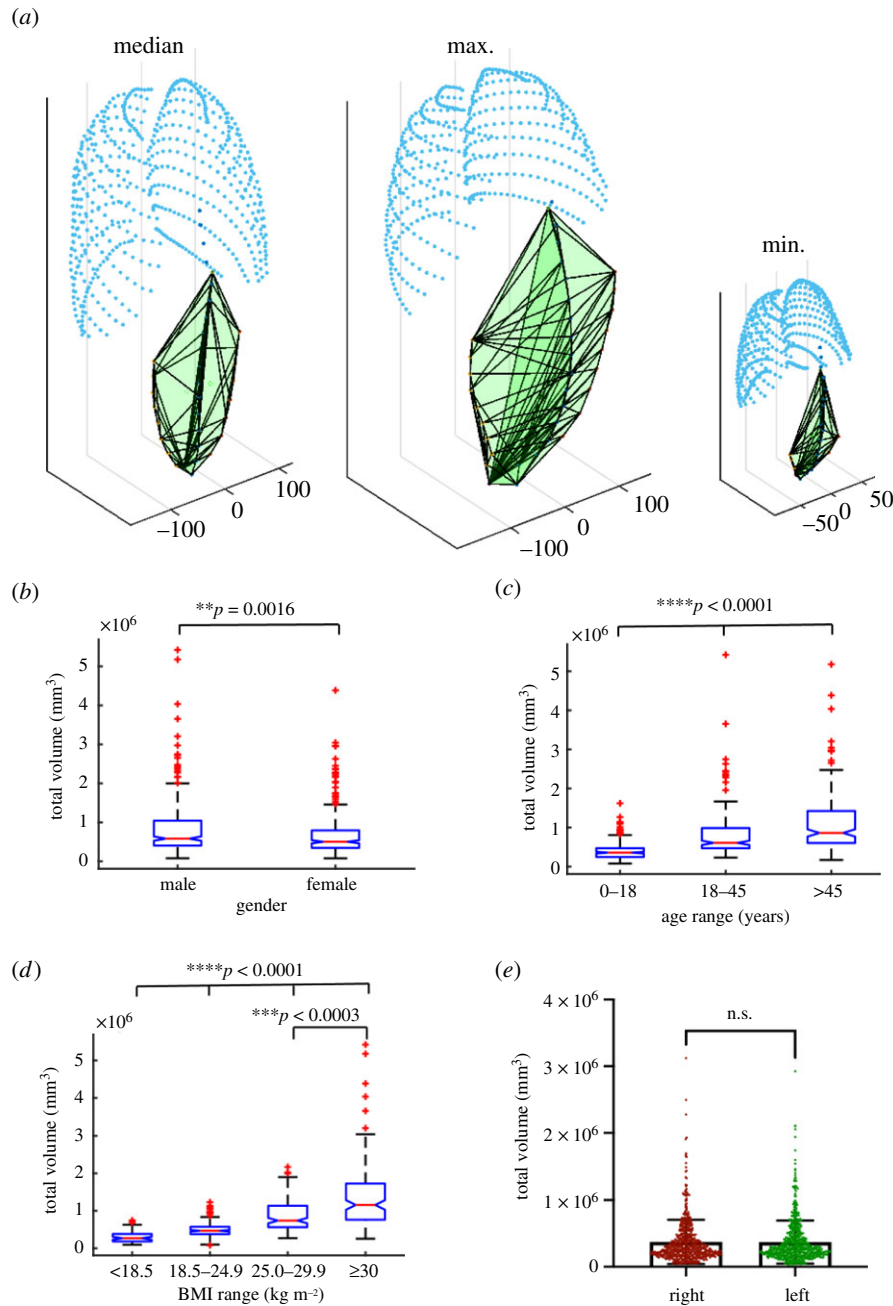 (a)
median
max.
min.
100
0
−100
100
0
−100
50
0
−50
(b)
**p = 0.0016
×10⁶
5
4
3
2
1
0
total volume (mm³)
male
female
gender
(c)
****p < 0.0001
×10⁶
5
4
3
2
1
0
total volume (mm³)
0–18
18–45
>45
age range (years)
(d)
****p < 0.0001
***p < 0.0003
×10⁶
5
4
3
2
1
0
total volume (mm³)
<18.5
18.5–24.9
25.0–29.9
≥30
BMI range (kg m⁻²)
(e)
n.s.
4 × 10⁶
3 × 10⁶
2 × 10⁶
1 × 10⁶
0
total volume (mm³)
right
left